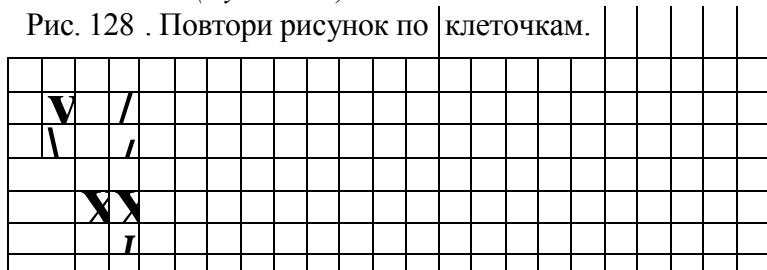 Рис. 128 . Повтори рисунок по клеточкам.
V /
\ /
X X
I